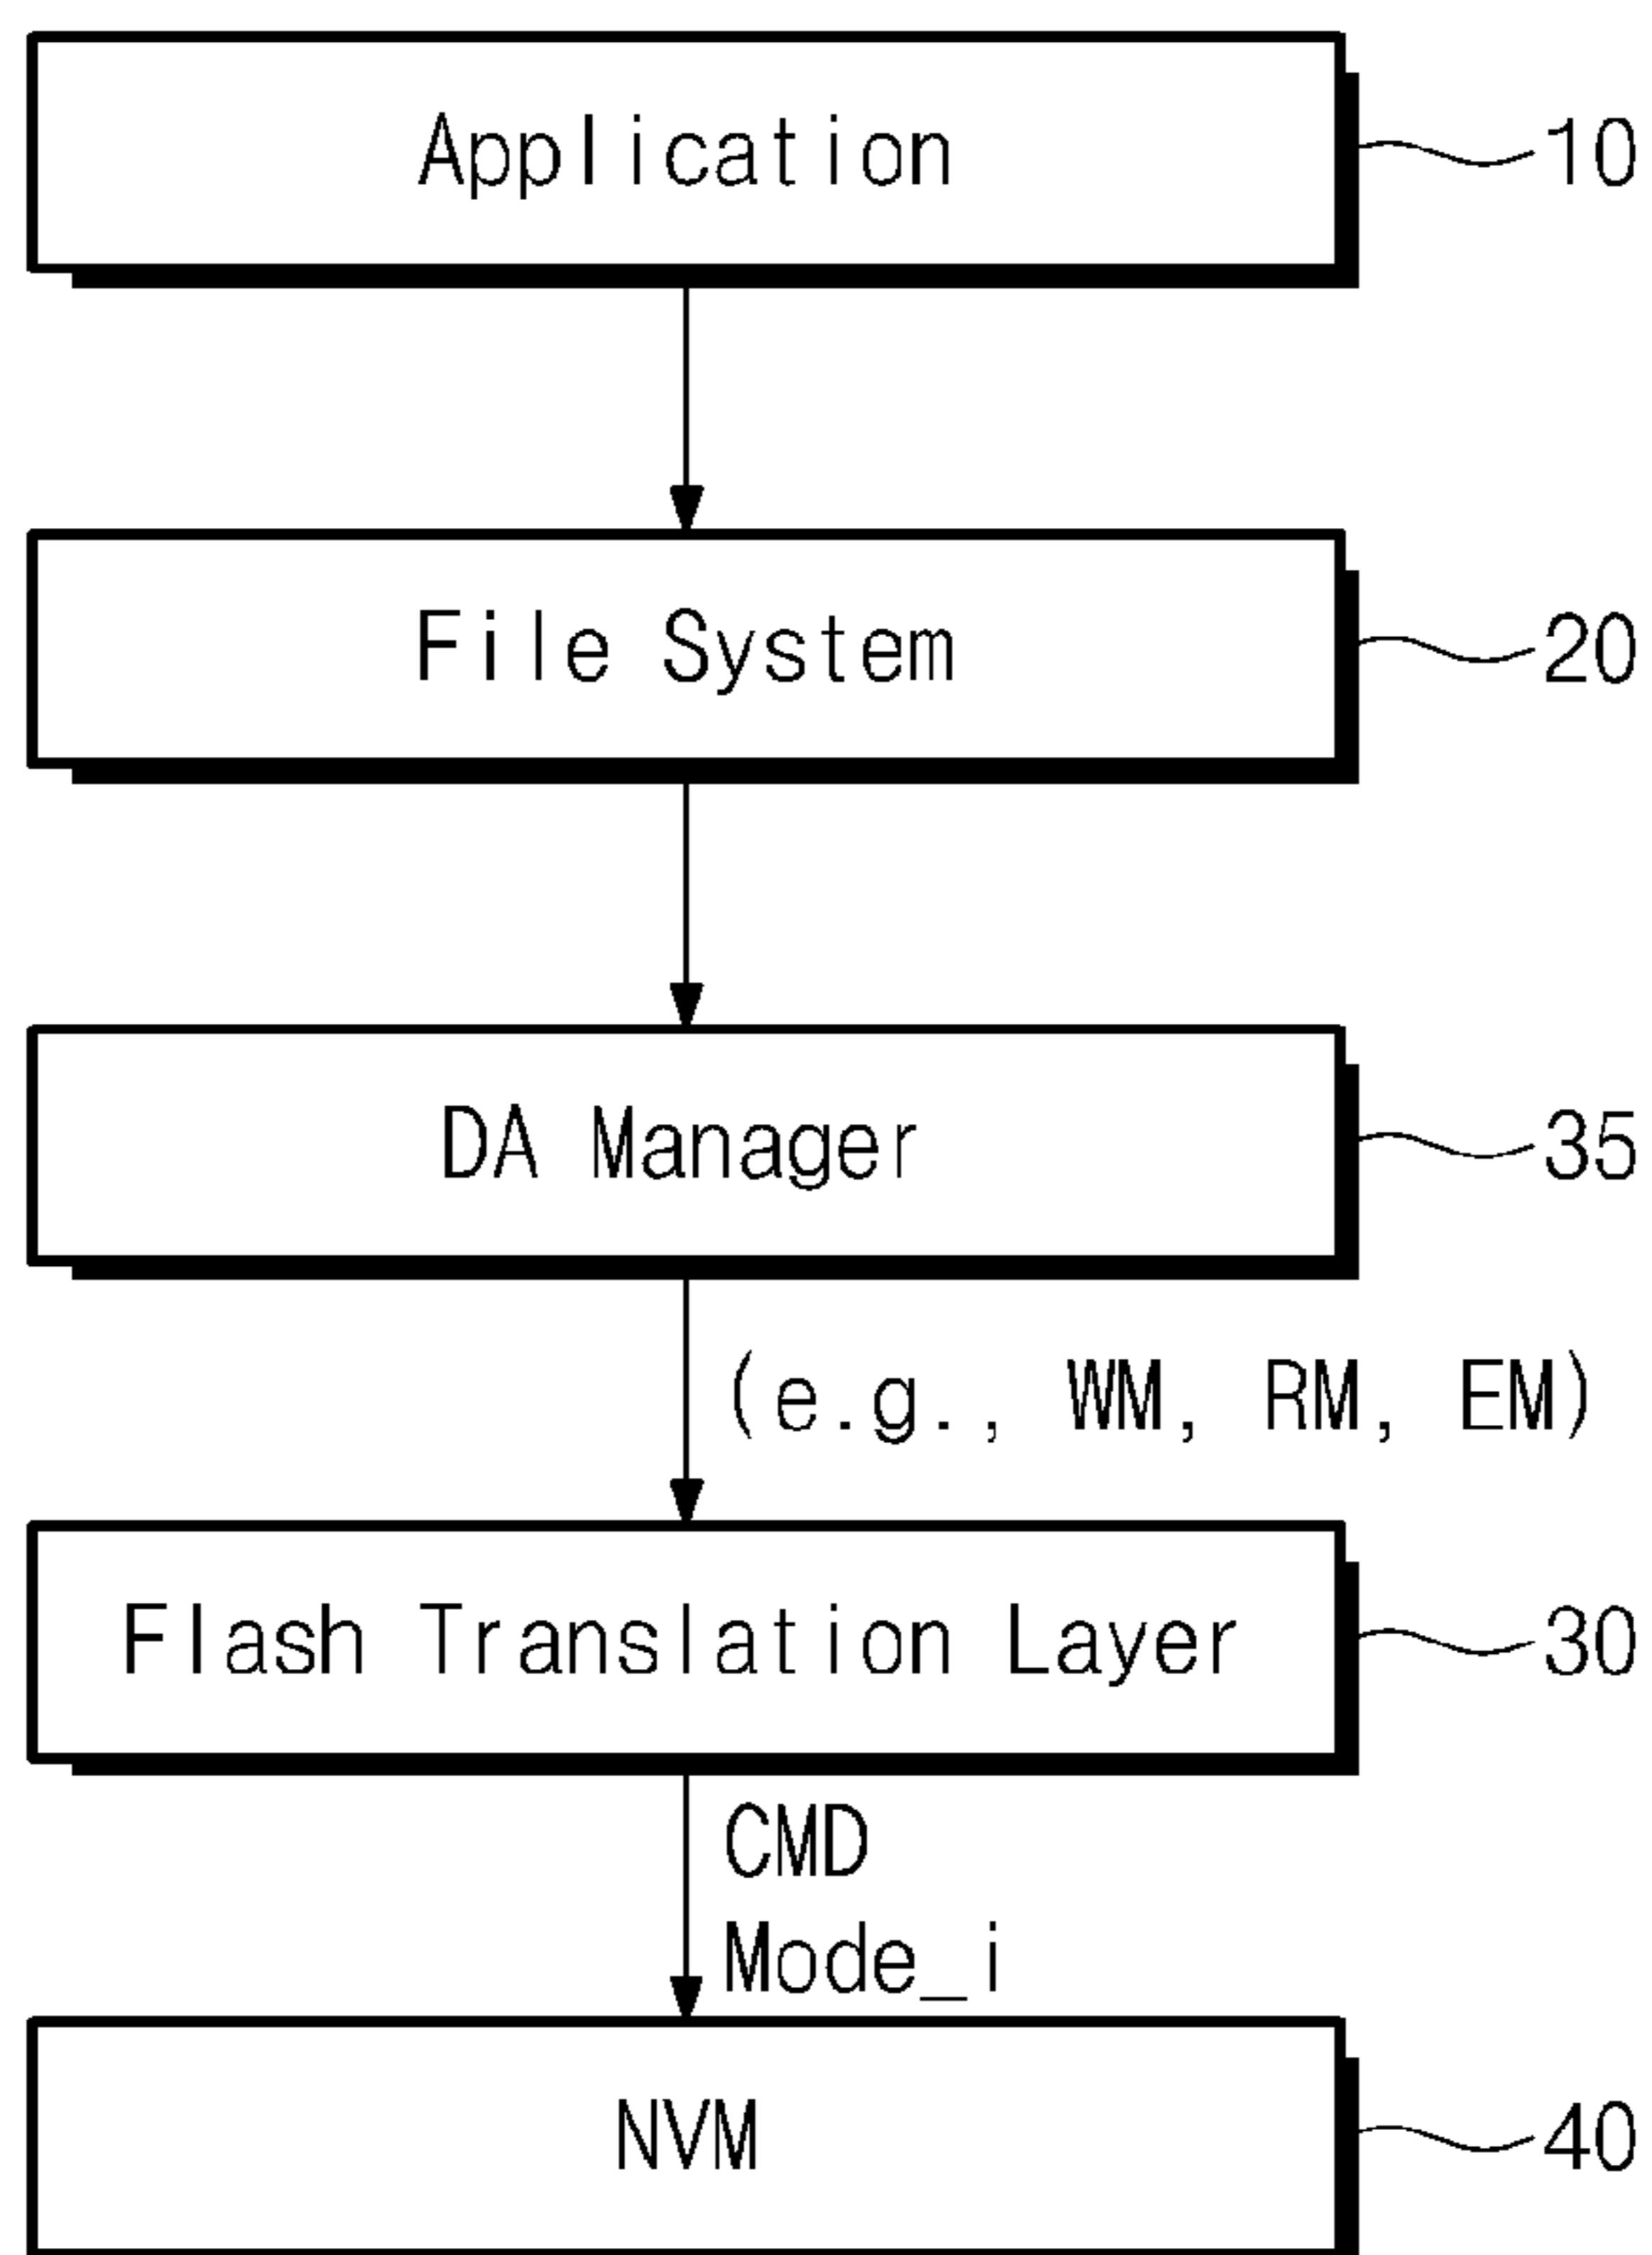 Application 10
File System 20
DA Manager 35
(e.g., WM, RM, EM)
Flash Translation Layer 30
CMD
Mode_i
NVM 40